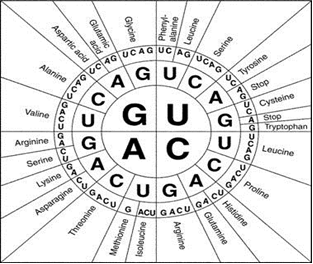 Glycine
Phenyl-
alanine
Leucine
Serine
Tyrosine
Stop
Cysteine
Stop
Tryptophan
Leucine
Proline
Histidine
Glutamine
Arginine
Isoleucine
Methionine
Threonine
Asparagine
Lysine
Serine
Arginine
Valine
Alanine
Aspartic acid
Glutamic
acid
G U
A C
U C A G
U C A G
U C A G
U C A G